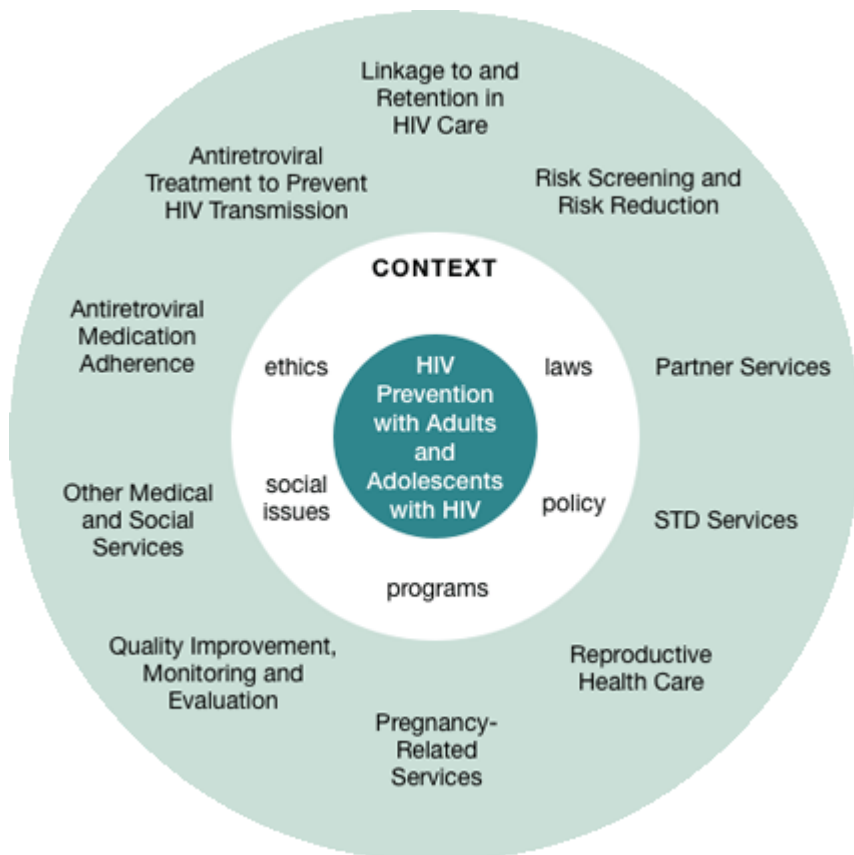 Linkage to and
Retention in
HIV Care
Antiretroviral
Treatment to Prevent
HIV Transmission
Risk Screening and
Risk Reduction
CONTEXT
Antiretroviral
Medication
Adherence
ethics
HIV
Prevention
with Adults
and
Adolescents
with HIV
laws
Partner Services
Other Medical
and Social
Services
social
issues
policy
STD Services
programs
Quality Improvement,
Monitoring and
Evaluation
Pregnancy-
Related
Services
Reproductive
Health Care